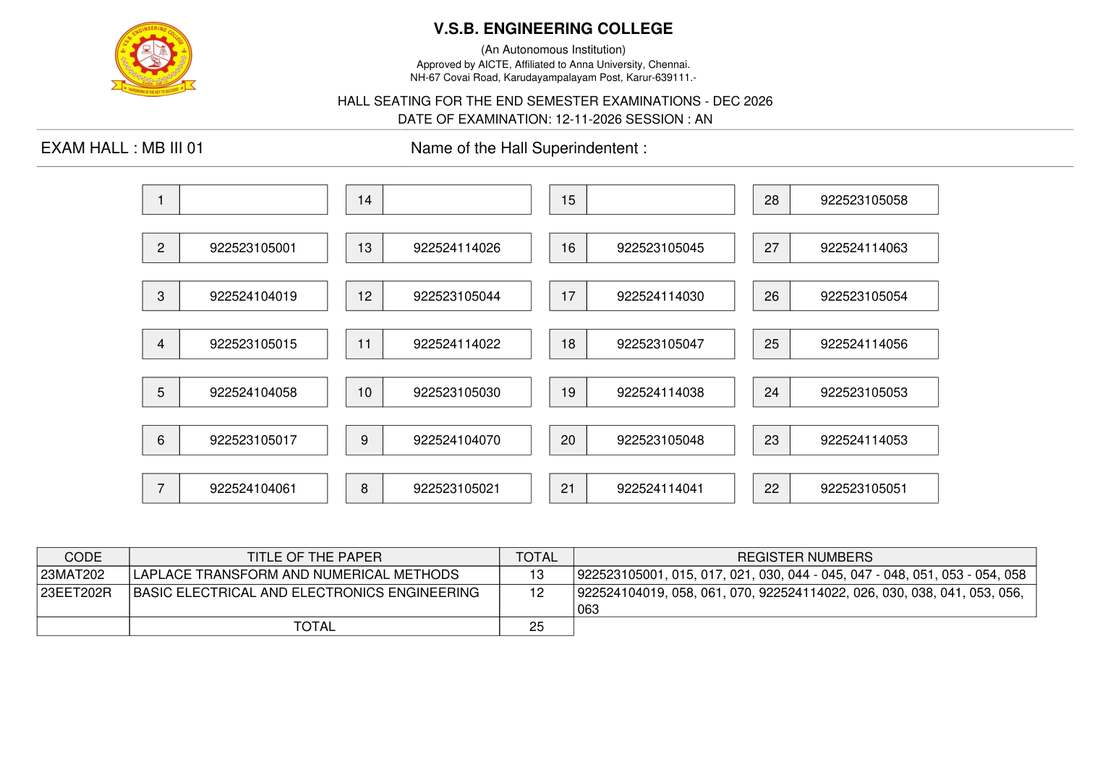 V.S.B. ENGINEERING COLLEGE
(An Autonomous Institution)
Approved by AICTE, Affiliated to Anna University, Chennai.
NH-67 Covai Road, Karudayampalayam Post, Karur-639111.-
HALL SEATING FOR THE END SEMESTER EXAMINATIONS - DEC 2026
DATE OF EXAMINATION: 12-11-2026 SESSION : AN
EXAM HALL : MB III 01 Name of the Hall Superindentent :
1 14 15 28 922523105058
2 922523105001 13 922524114026 16 922523105045 27 922524114063
3 922524104019 12 922523105044 17 922524114030 26 922523105054
4 922523105015 11 922524114022 18 922523105047 25 922524114056
5 922524104058 10 922523105030 19 922524114038 24 922523105053
6 922523105017 9 922524104070 20 922523105048 23 922524114053
7 922524104061 8 922523105021 21 922524114041 22 922523105051
CODE TITLE OF THE PAPER TOTAL REGISTER NUMBERS
23MAT202 LAPLACE TRANSFORM AND NUMERICAL METHODS 13 922523105001, 015, 017, 021, 030, 044 - 045, 047 - 048, 051, 053 - 054, 058
23EET202R BASIC ELECTRICAL AND ELECTRONICS ENGINEERING 12 922524104019, 058, 061, 070, 922524114022, 026, 030, 038, 041, 053, 056,
063
TOTAL 25